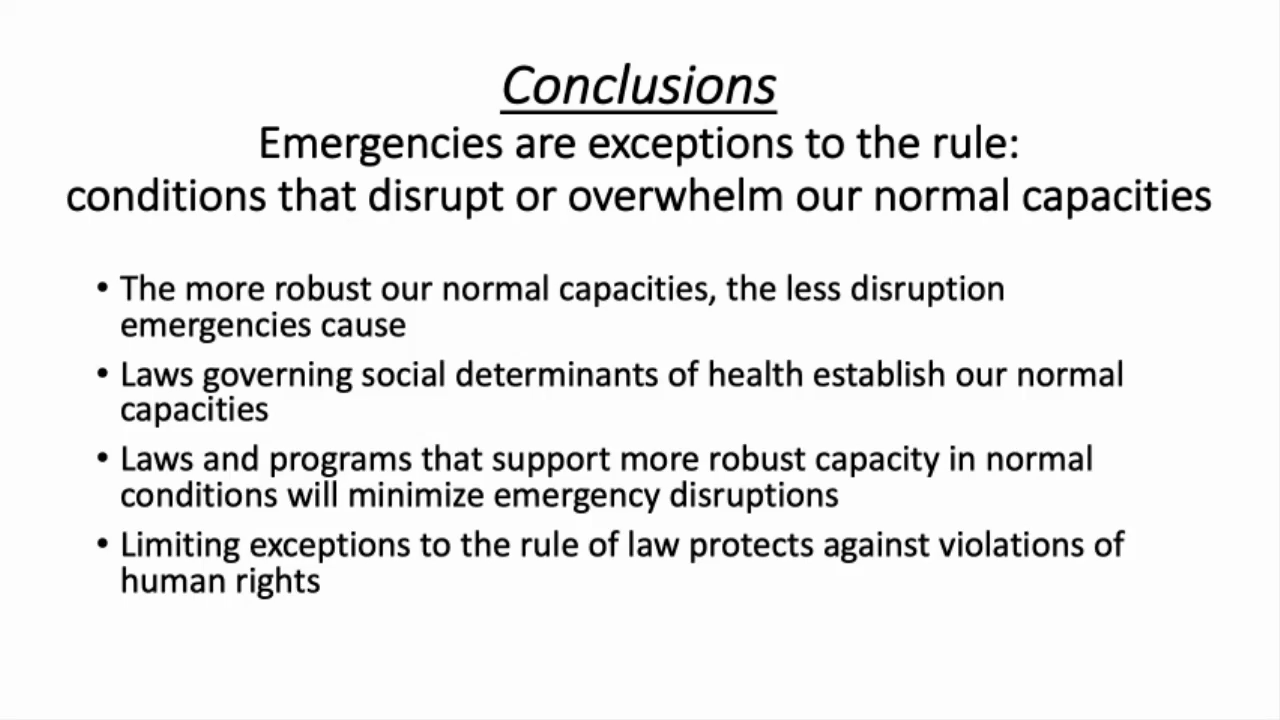 Conclusions
Emergencies are exceptions to the rule:
conditions that disrupt or overwhelm our normal capacities
• The more robust our normal capacities, the less disruption
emergencies cause
• Laws governing social determinants of health establish our normal
capacities
• Laws and programs that support more robust capacity in normal
conditions will minimize emergency disruptions
• Limiting exceptions to the rule of law protects against violations of
human rights